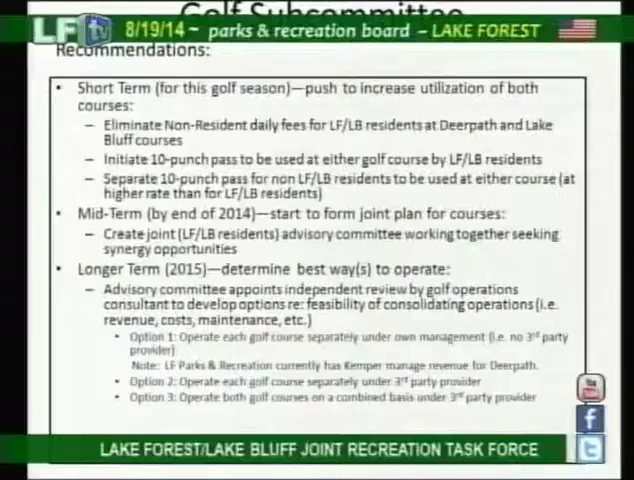 Golf Subcommittee
LF tv 8/19/14 ~ parks & recreation board ~ LAKE FOREST
Recommendations:
• Short Term (for this golf season)—push to increase utilization of both
courses:
– Eliminate Non-Resident daily fees for LF/LB residents at Deerpath and Lake
Bluff courses
– Initiate 10-punch pass to be used at either golf course by LF/LB residents
– Separate 10-punch pass for non LF/LB residents to be used at either course (at
higher rate than for LF/LB residents)
• Mid-Term (by end of 2014)—start to form joint plan for courses:
– Create joint (LF/LB residents) advisory committee working together seeking
synergy opportunities
• Longer Term (2015)—determine best way(s) to operate:
– Advisory committee appoints independent review by golf operations
consultant to develop options re: feasibility of consolidating operations (i.e.
revenue, costs, maintenance, etc.)
• Option 1: Operate each golf course separately under own management (i.e. no 3rd party
provider)
Note: LF Parks & Recreation currently has Kemper manage revenue for Deerpath.
• Option 2: Operate each golf course separately under 3rd party provider
• Option 3: Operate both golf courses on a combined basis under 3rd party provider
You
f
t
LAKE FOREST/LAKE BLUFF JOINT RECREATION TASK FORCE